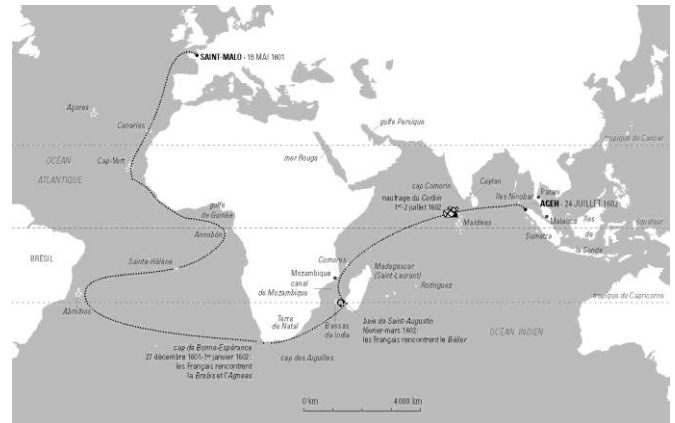 SAINT-MALO - 18 MAI 1601
Açores
Canaries
golfe Persique
tropique du Cancer
OCÉAN
ATLANTIQUE
Cap-Vert
mer Rouge
cap Comorin
Ceylan
naufrage du Corbin
1er-2 juillet 1602
îles Nicobar
Patani
ACEH - 24 JUILLET 1602
golfe
de Guinée
Maldives
Malacca
îles
de
la Sonde
Sumatra
équateur
Annobón
BRÉSIL
Sainte-Hélène
Comores
Mozambique
canal
de Mozambique
Madagascar
(Saint-Laurent)
Rodriguez
tropique du Capricorne
Abrolhos
Terre
de Natal
Bassas
da India
baie de Saint-Augustin
février-mars 1602:
les Français rencontrent le Bélier
OCÉAN INDIEN
cap de Bonne-Espérance
27 décembre 1601-1er janvier 1602:
les Français rencontrent
la Brebis et l'Agneau
cap des Aiguilles
0 km
4000 km